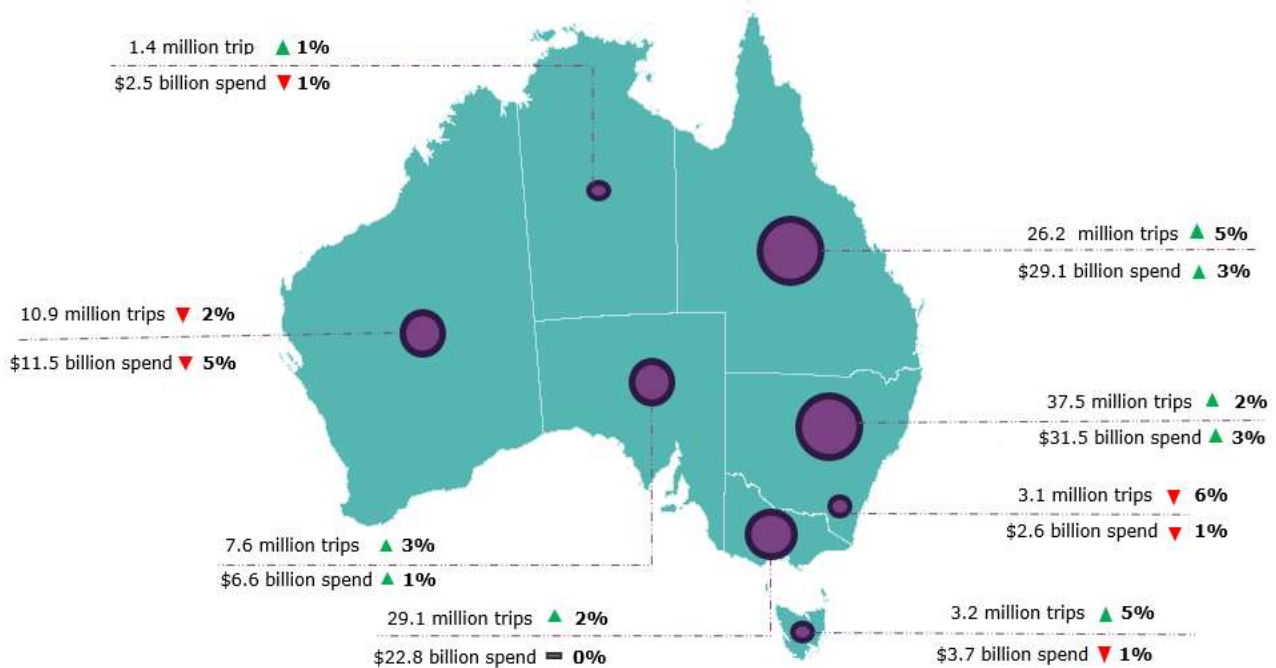 1.4 million trip 1%
$2.5 billion spend 1%
26.2 million trips 5%
$29.1 billion spend 3%
10.9 million trips 2%
$11.5 billion spend 5%
37.5 million trips 2%
$31.5 billion spend 3%
3.1 million trips 6%
$2.6 billion spend 1%
7.6 million trips 3%
$6.6 billion spend 1%
29.1 million trips 2%
$22.8 billion spend 0%
3.2 million trips 5%
$3.7 billion spend 1%